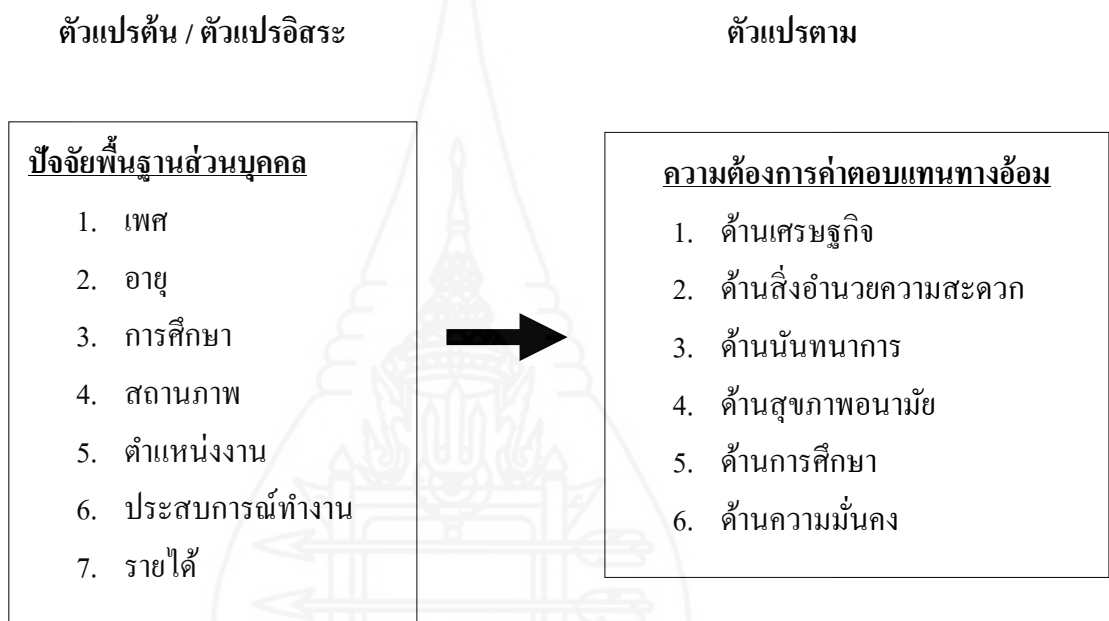 ตัวแปรต้น / ตัวแปรอิสระ
ตัวแปรตาม
ปัจจัยพื้นฐานส่วนบุคคล
1. เพศ
2. อายุ
3. การศึกษา
4. สถานภาพ
5. ตำแหน่งงาน
6. ประสบการณ์ทำงาน
7. รายได้
ความต้องการค่าตอบแทนทางอ้อม
1. ด้านเศรษฐกิจ
2. ด้านสิ่งอำนวยความสะดวก
3. ด้านนันทนาการ
4. ด้านสุขภาพอนามัย
5. ด้านการศึกษา
6. ด้านความมั่นคง